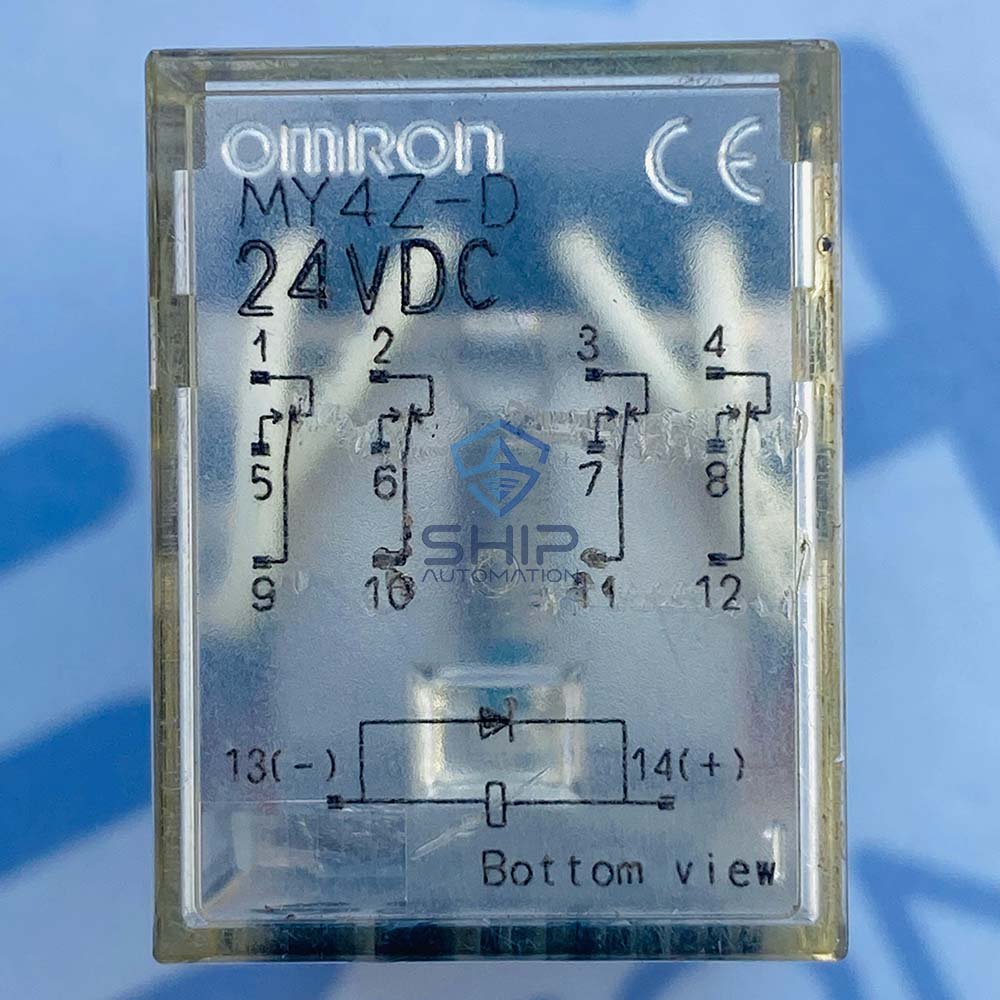 OMRON CE
MY4Z-D
24VDC
1 2 3 4
5 6 7 8
9 10 11 12
SHIP
AUTOMATION
13(-) 14(+)
Bottom view